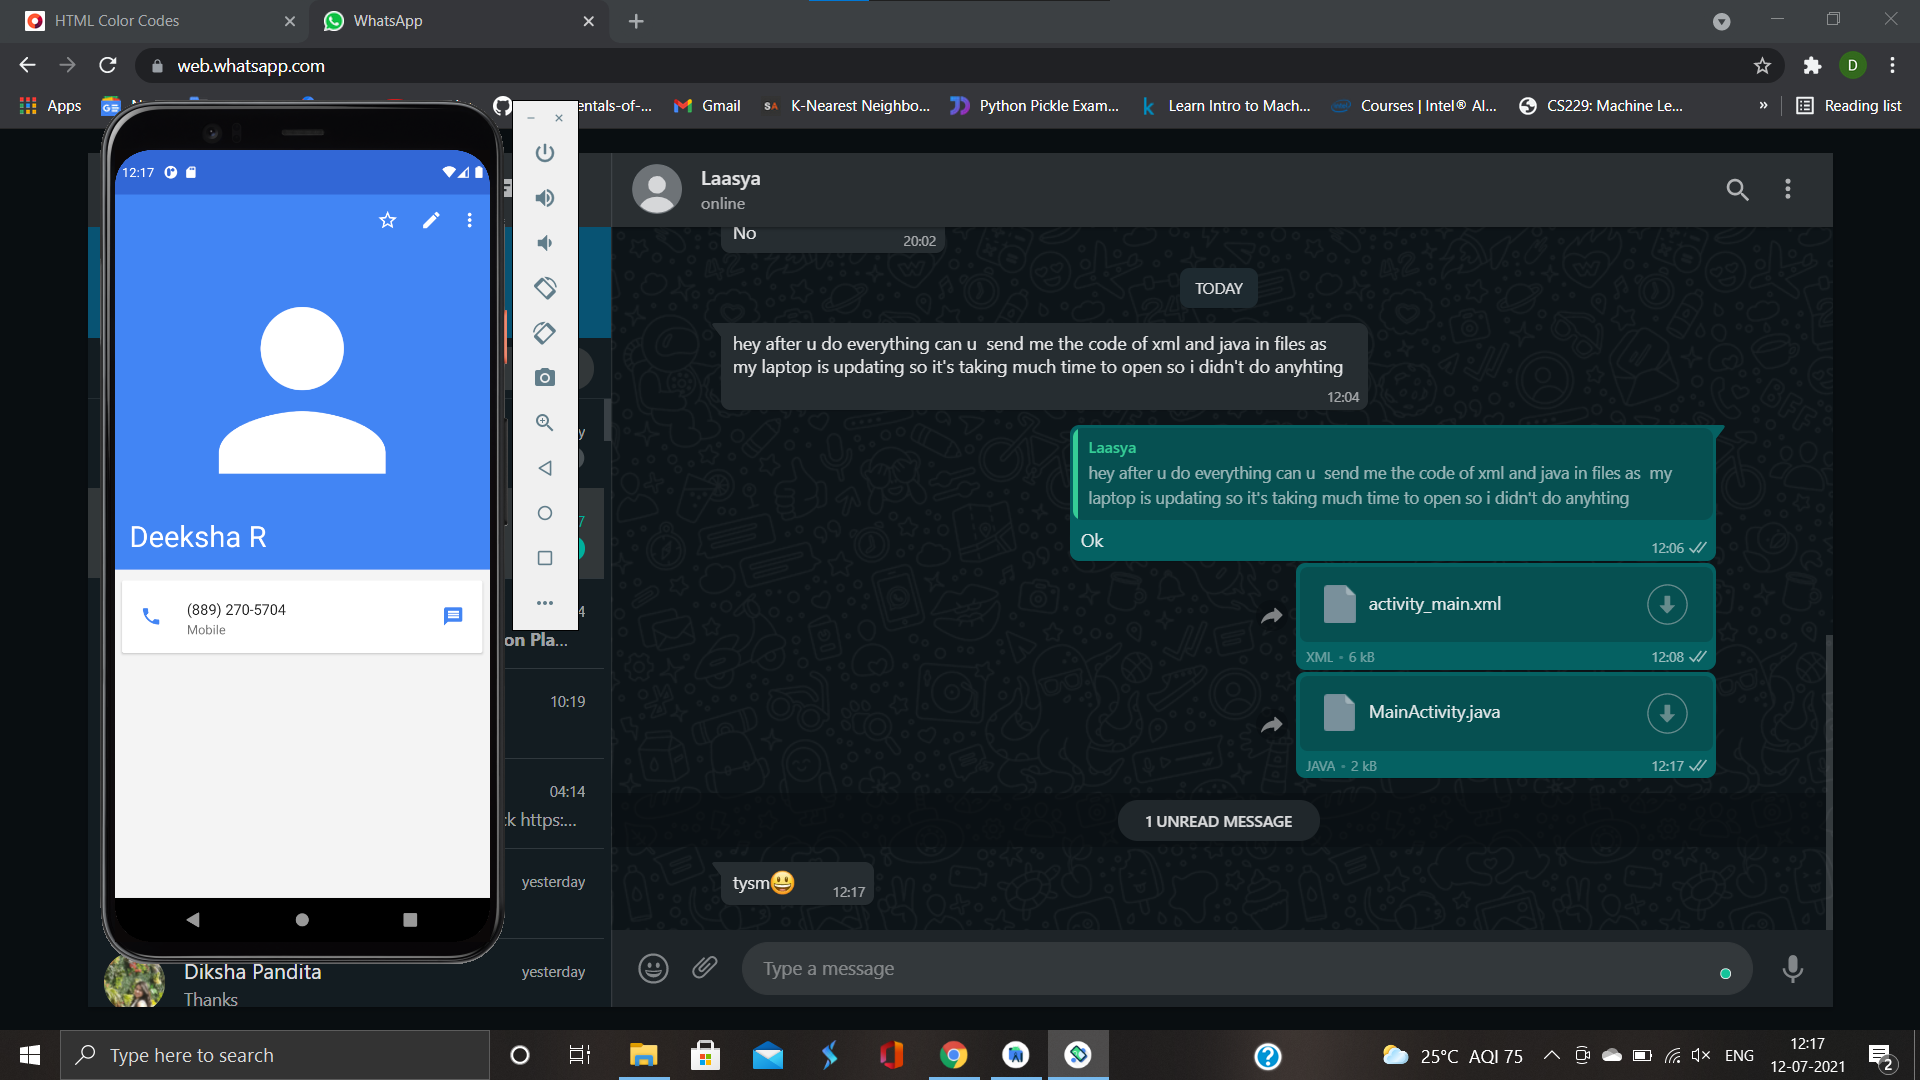 HTML Color Codes
WhatsApp
web.whatsapp.com
D
Apps
entals-of-...
Gmail
SA
K-Nearest Neighbo...
Python Pickle Exam...
k
Learn Intro to Mach...
Courses | Intel® AI...
CS229: Machine Le...
»
Reading list
12:17
Deeksha R
(889) 270-5704
Mobile
on Pla...
10:19
04:14
ck https:...
yesterday
Diksha Pandita
yesterday
Thanks
Laasya
online
No
20:02
TODAY
hey after u do everything can u  send me the code of xml and java in files as
my laptop is updating so it's taking much time to open so i didn't do anyhting
12:04
Laasya
hey after u do everything can u  send me the code of xml and java in files as  my
laptop is updating so it's taking much time to open so i didn't do anyhting
Ok
12:06
activity_main.xml
XML • 6 kB
12:08
MainActivity.java
JAVA • 2 kB
12:17
1 UNREAD MESSAGE
tysm😃
12:17
Type a message
Type here to search
25°C AQI 75
ENG
12:17
12-07-2021
2